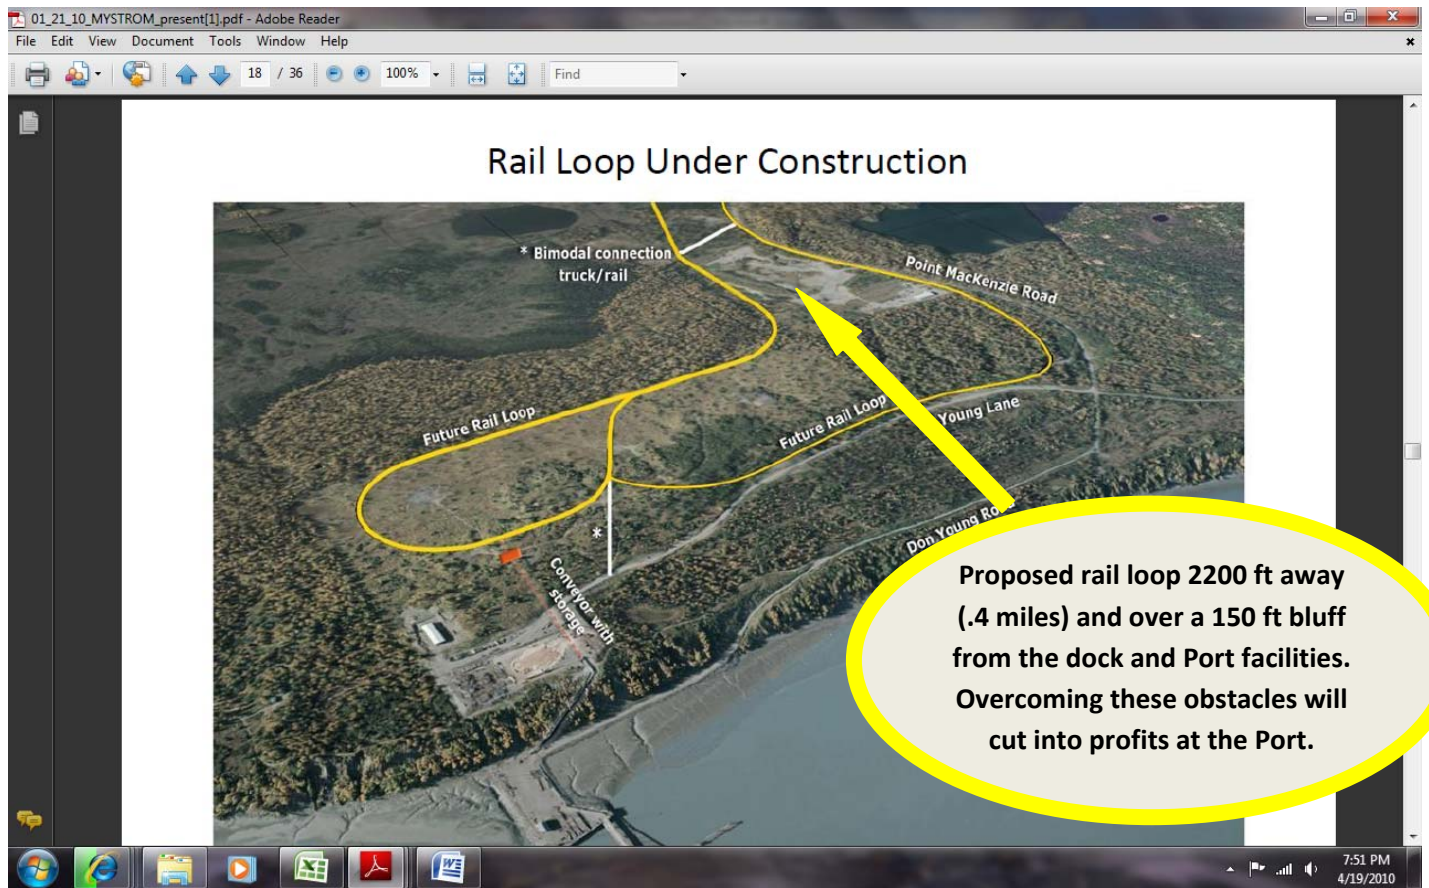 01_21_10_MYSTROM_present[1].pdf - Adobe Reader
File Edit View Document Tools Window Help
18 / 36 100% Find
Rail Loop Under Construction
* Bimodal connection
truck/rail
Point MacKenzie Road
Future Rail Loop
Future Rail Loop
Young Lane
Don Young Road
*
Conveyor with
storage
Proposed rail loop 2200 ft away
(.4 miles) and over a 150 ft bluff
from the dock and Port facilities.
Overcoming these obstacles will
cut into profits at the Port.
7:51 PM
4/19/2010